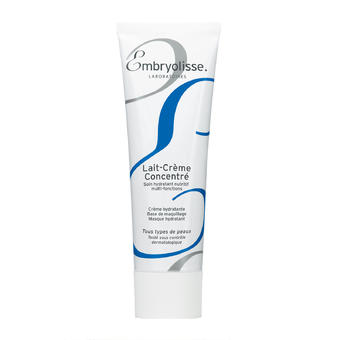 Embryolisse.
LABORATOIRES
Lait-Crème
Concentré
Soin hydratant nutritif
multi-fonctions
Crème hydratante
Base de maquillage
Masque hydratant
Tous types de peaux
Testé sous contrôle
dermatologique